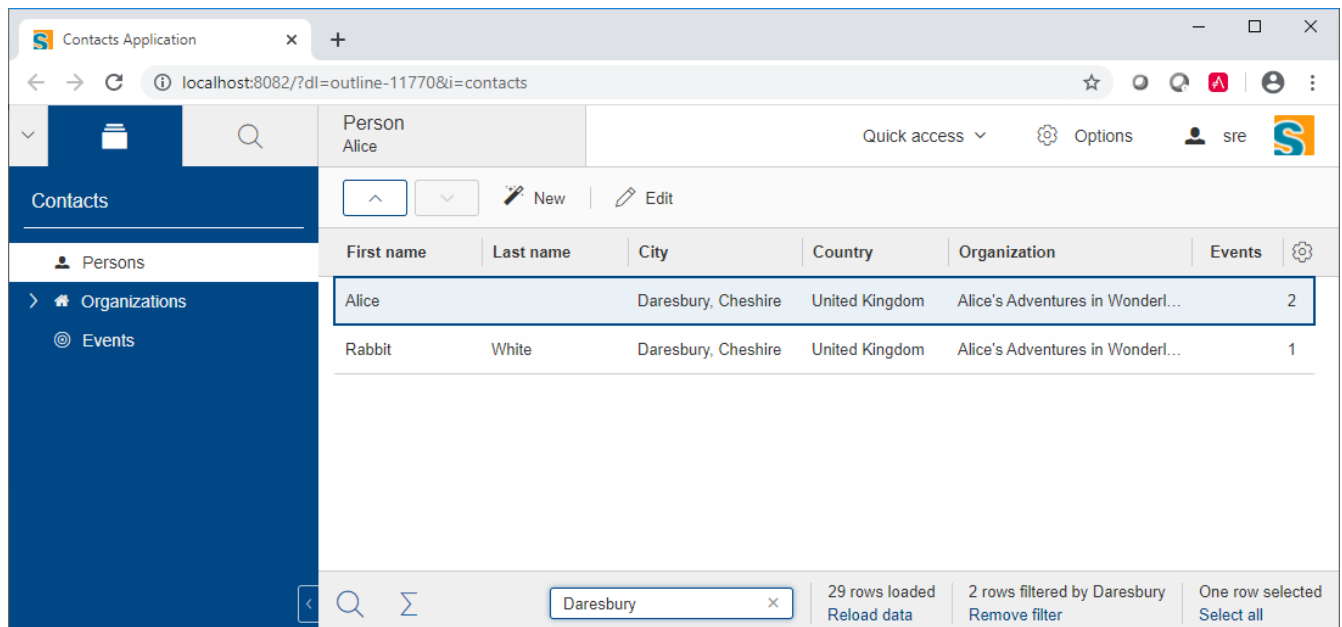 Contacts Application
localhost:8082/?dl=outline-11770&i=contacts
Person
Alice
Quick access
Options
sre
Contacts
New
Edit
Persons
Organizations
Events
First name Last name City Country Organization Events
Alice Daresbury, Cheshire United Kingdom Alice's Adventures in Wonderl... 2
Rabbit White Daresbury, Cheshire United Kingdom Alice's Adventures in Wonderl... 1
Daresbury
29 rows loaded
Reload data
2 rows filtered by Daresbury
Remove filter
One row selected
Select all